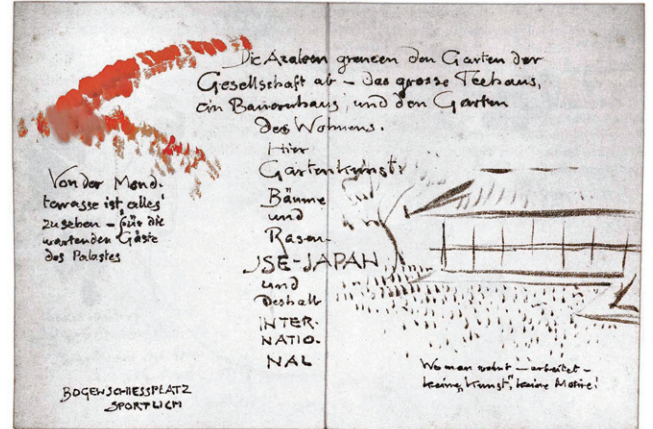 Die Azaleen grenzen den Garten der
Gesellschaft ab – das grosse Teehaus,
ein Bauernhaus, und den Garten
des Wohnens.
Hier
Gartenkunst:
Bäume
und
Rasen.
ISE-JAPAN
und
Deshalb
INTER-
NATIO-
NAL
Von der Mond-
terrasse ist alles
zu sehen – für die
wartenden Gäste
des Palastes
BOGENSCHIESSPLATZ
SPORTLICH
Wo man wohnt – arbeitet –
keine "Kunst", keine Motive!